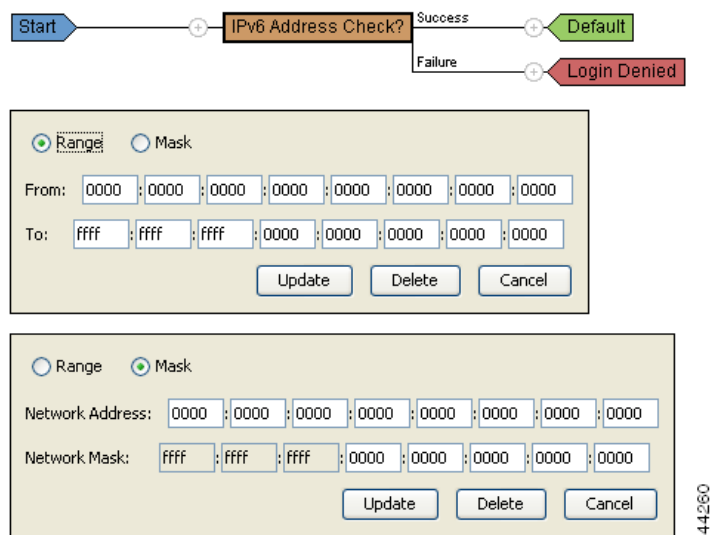 Start
IPv6 Address Check?
Success
Default
Failure
Login Denied
Range Mask
From: 0000 : 0000 : 0000 : 0000 : 0000 : 0000 : 0000 : 0000
To: ffff : ffff : ffff : 0000 : 0000 : 0000 : 0000 : 0000
Update Delete Cancel
Range Mask
Network Address: 0000 : 0000 : 0000 : 0000 : 0000 : 0000 : 0000 : 0000
Network Mask: ffff : ffff : ffff : 0000 : 0000 : 0000 : 0000 : 0000
Update Delete Cancel
44260